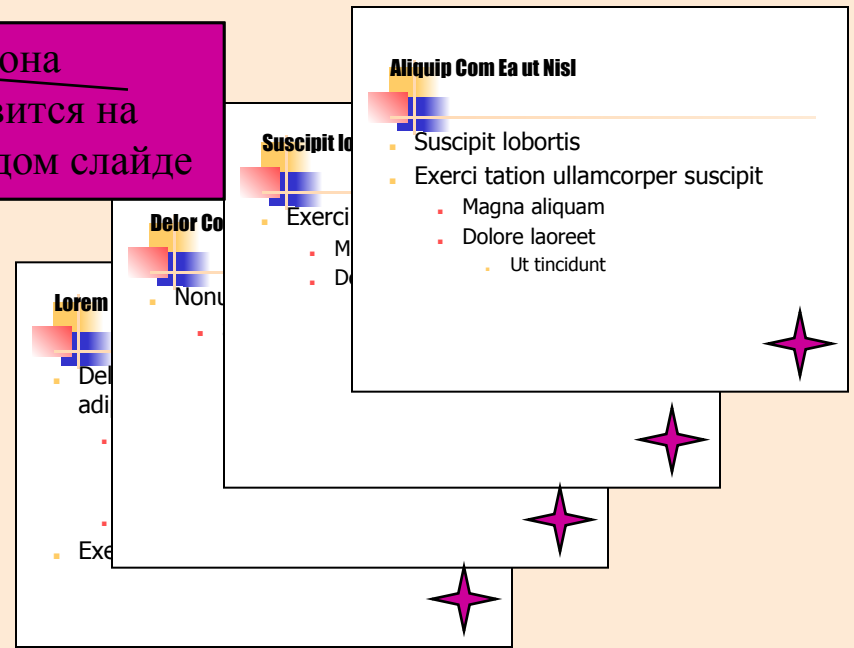 она
вится на
дом слайде
Aliquip Com Ea ut Nisl
Suscipit lobortis
Exerci tation ullamcorper suscipit
Magna aliquam
Dolore laoreet
Ut tincidunt
Suscipit lo
Exerci
M
Do
Delor Co
Nonu
Lorem
Del
adi
Exe